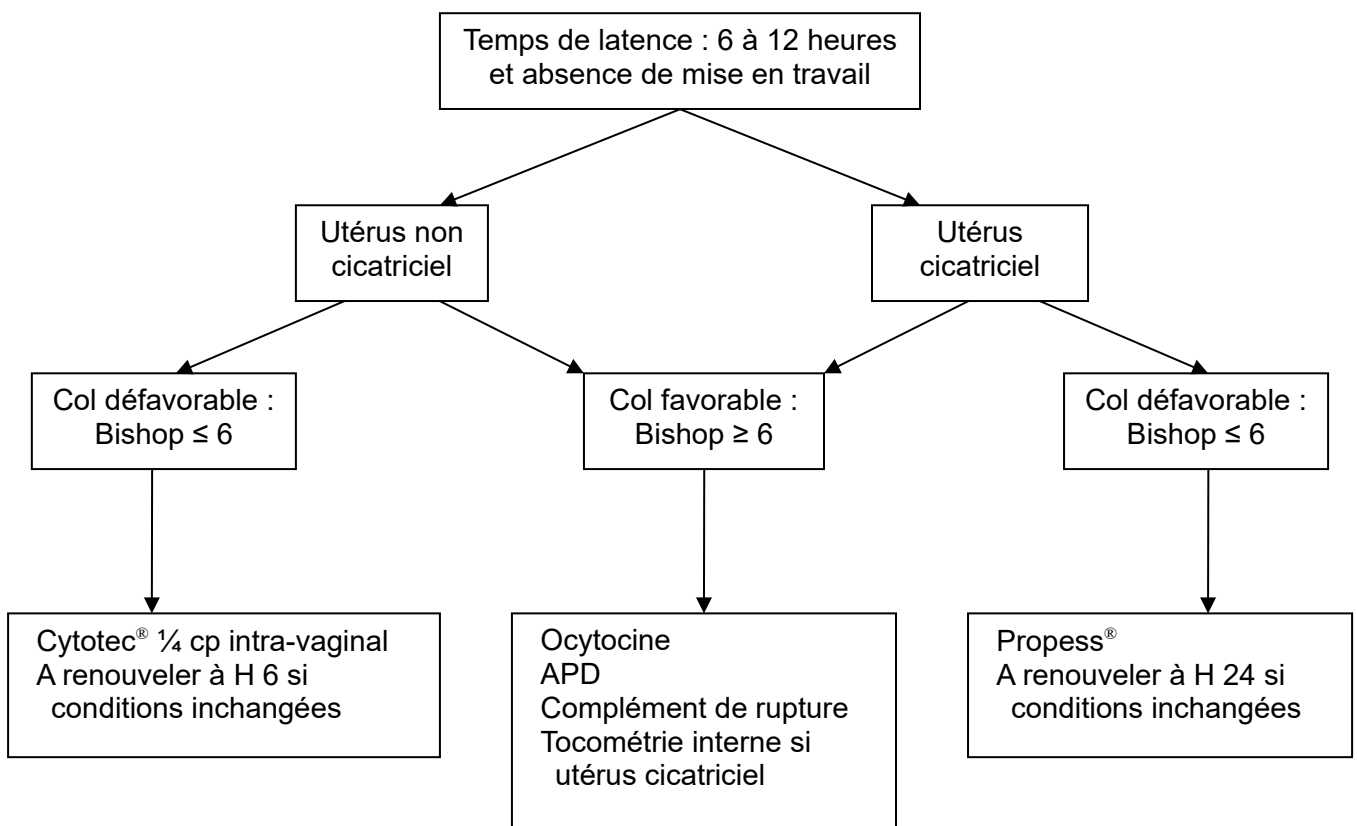 Temps de latence : 6 à 12 heures
et absence de mise en travail
Utérus non
cicatriciel
Utérus
cicatriciel
Col défavorable :
Bishop ≤ 6
Col favorable :
Bishop ≥ 6
Col défavorable :
Bishop ≤ 6
Cytotec® ¼ cp intra-vaginal
A renouveler à H 6 si
conditions inchangées
Ocytocine
APD
Complément de rupture
Tocométrie interne si
utérus cicatriciel
Propess®
A renouveler à H 24 si
conditions inchangées